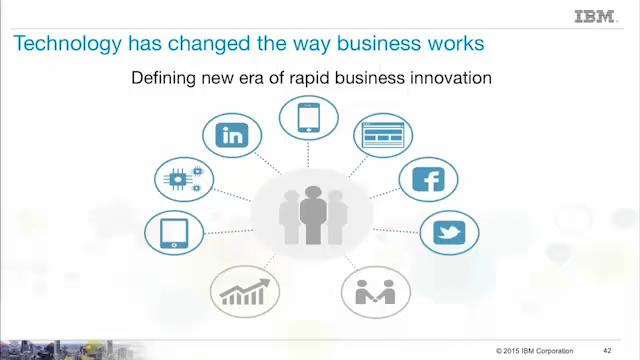 IBM
Technology has changed the way business works
Defining new era of rapid business innovation
in
f
© 2015 IBM Corporation
42